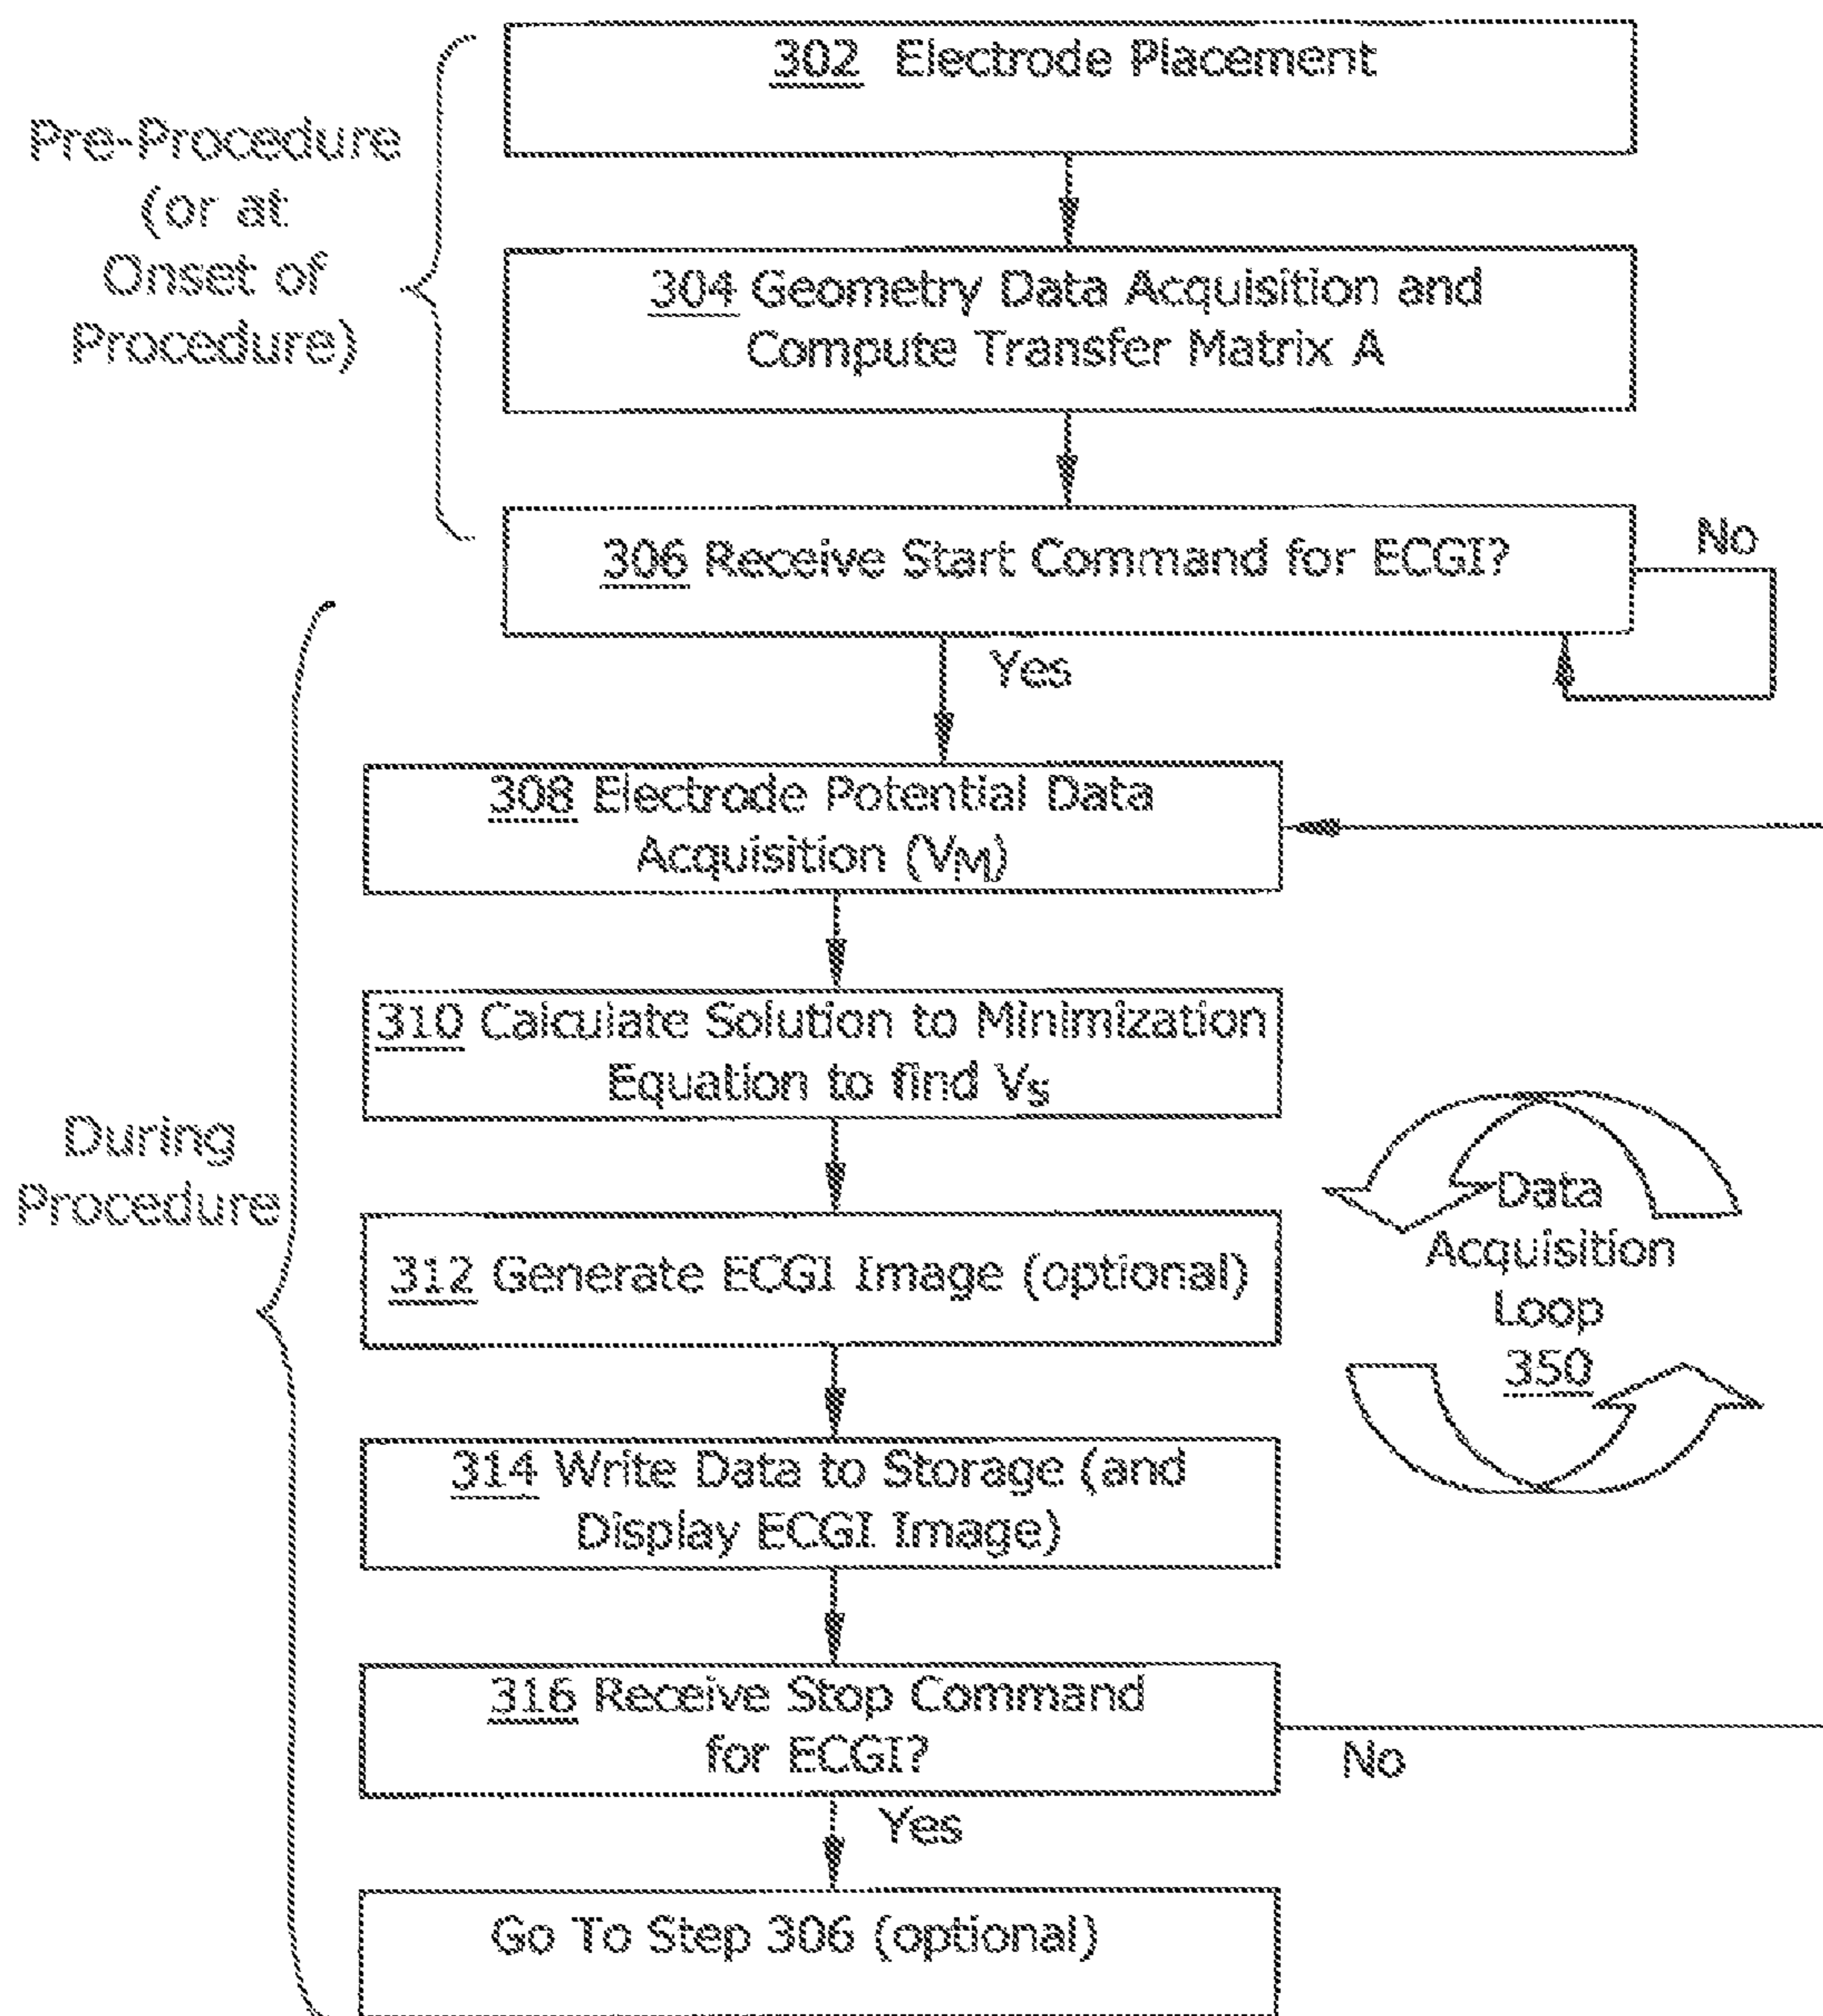 302 Electrode Placement
Pre-Procedure
(or at
Onset of
Procedure)
304 Geometry Data Acquisition and
Compute Transfer Matrix A
306 Receive Start Command for ECGI?
No
Yes
308 Electrode Potential Data
Acquisition (VM)
310 Calculate Solution to Minimization
Equation to find VS
During
Procedure
312 Generate ECGI Image (optional)
Data
Acquisition
Loop
350
314 Write Data to Storage (and
Display ECGI Image)
316 Receive Stop Command
for ECGI?
No
Yes
Go To Step 306 (optional)